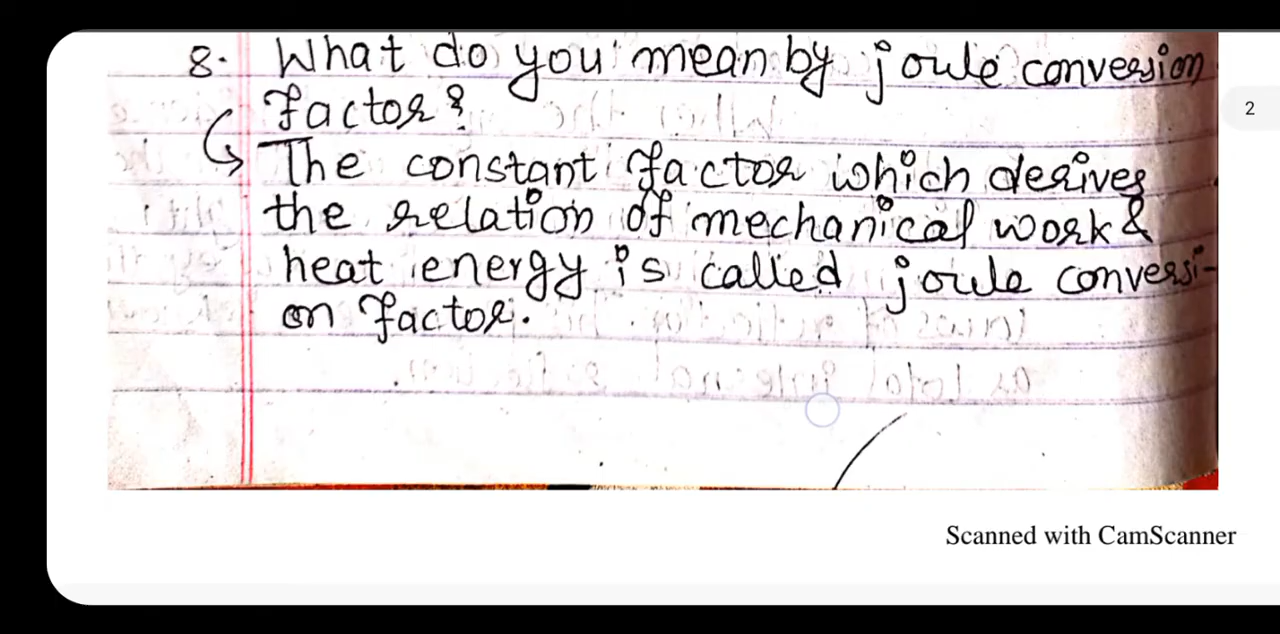 8. What do you mean by joule conversion
factor?
The constant factor which derives
the relation of mechanical work &
heat energy is called joule conversi-
on factor.
2
Scanned with CamScanner